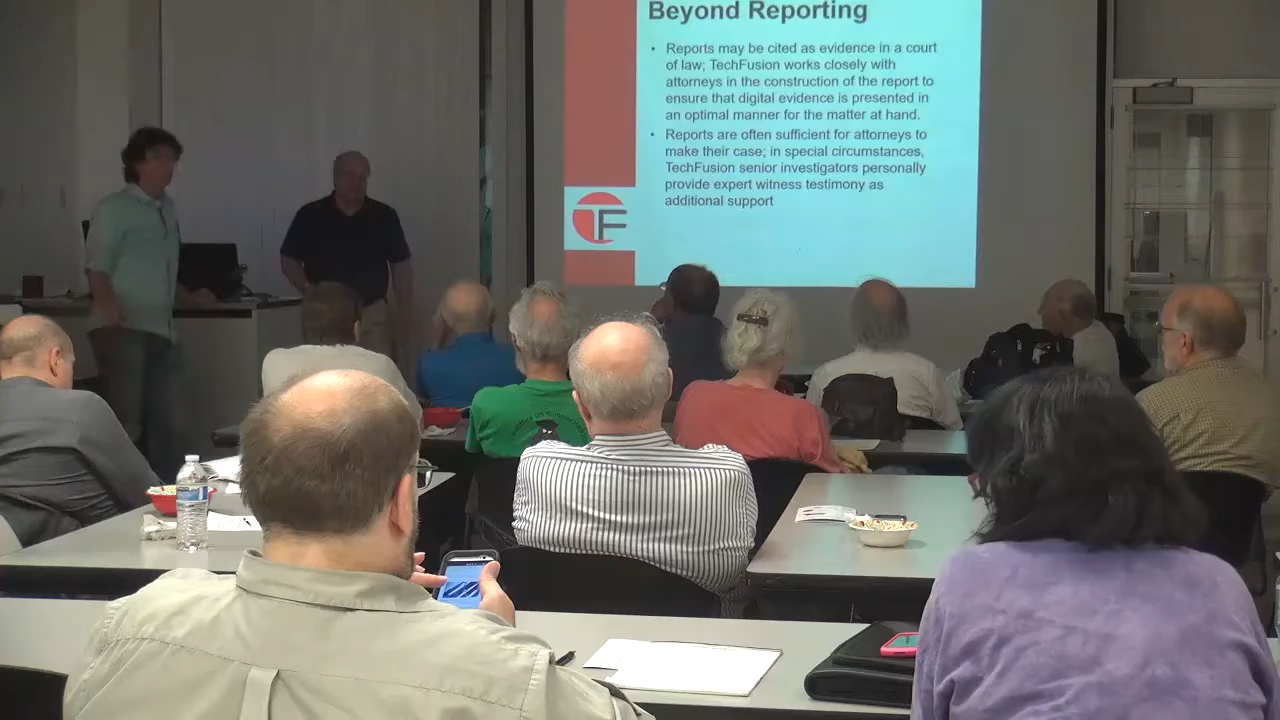 Beyond Reporting
• Reports may be cited as evidence in a court
of law; TechFusion works closely with
attorneys in the construction of the report to
ensure that digital evidence is presented in
an optimal manner for the matter at hand.
• Reports are often sufficient for attorneys to
make their case; in special circumstances,
TechFusion senior investigators personally
provide expert witness testimony as
additional support
TF